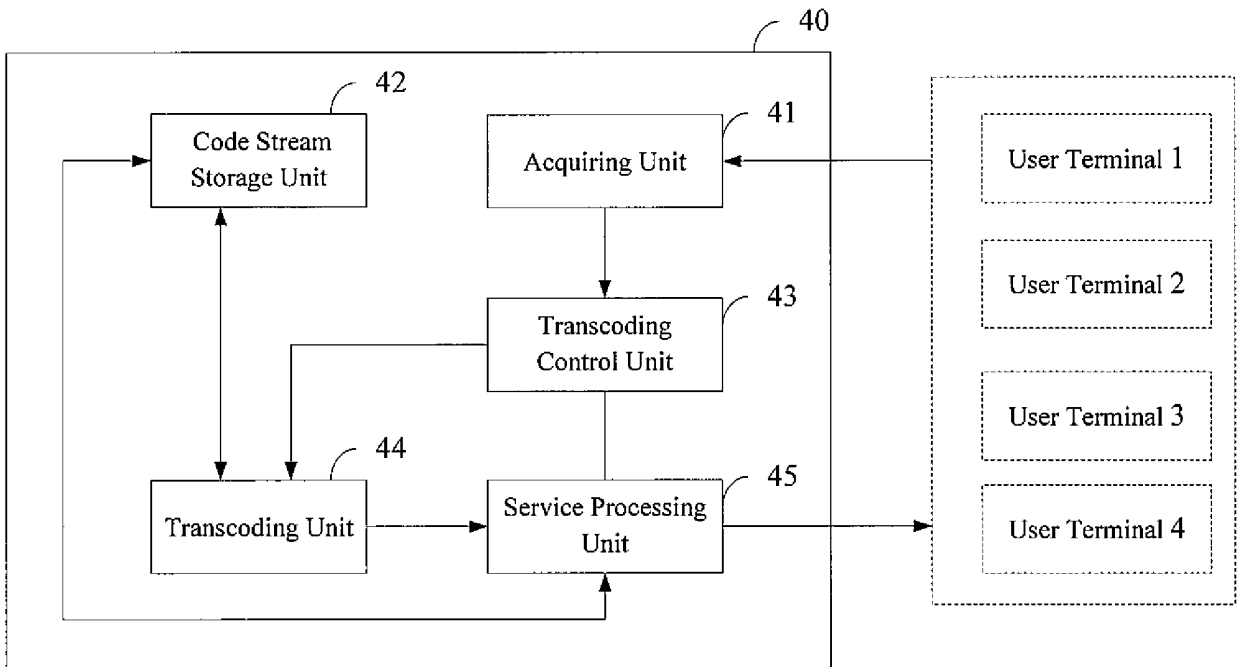 40
42
Code Stream
Storage Unit
41
Acquiring Unit
User Terminal 1
User Terminal 2
43
Transcoding
Control Unit
User Terminal 3
44
Transcoding Unit
45
Service Processing
Unit
User Terminal 4